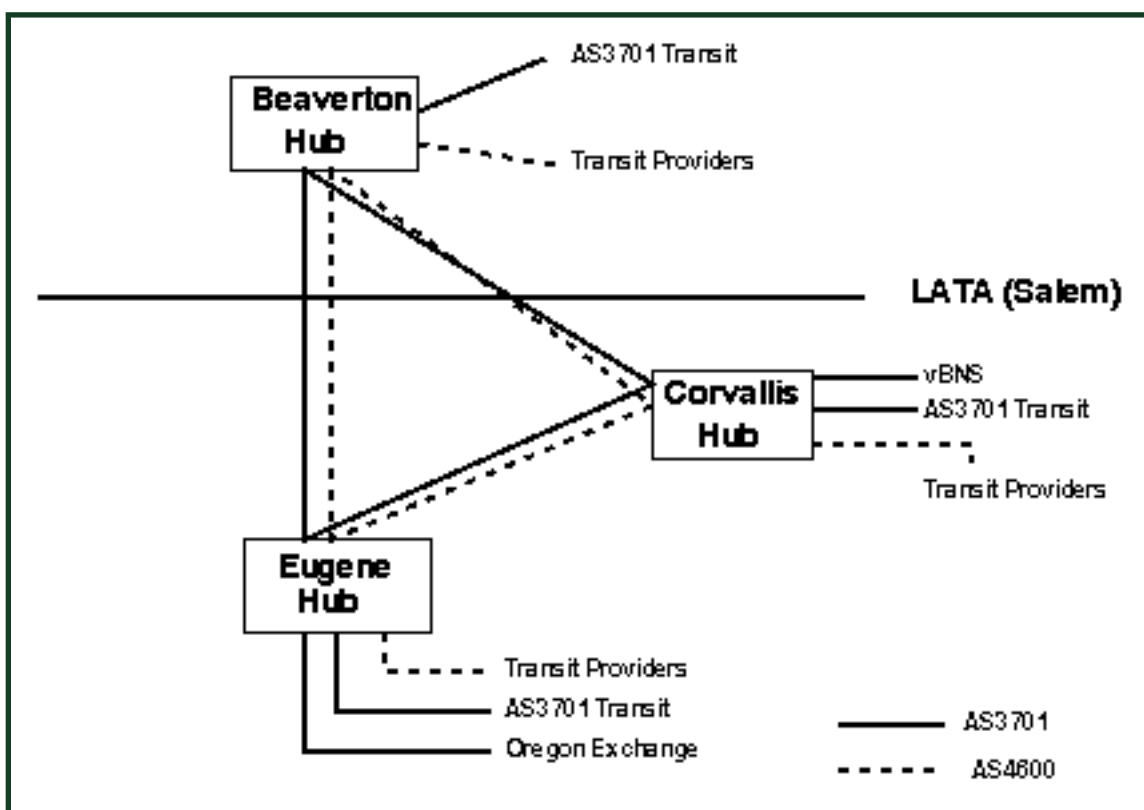 AS3701 Transit
Beaverton
Hub
Transit Providers
LATA (Salem)
Corvallis
Hub
vBNS
AS3701 Transit
Transit Providers
Eugene
Hub
Transit Providers
AS3701 Transit
Oregon Exchange
AS3701
AS4600